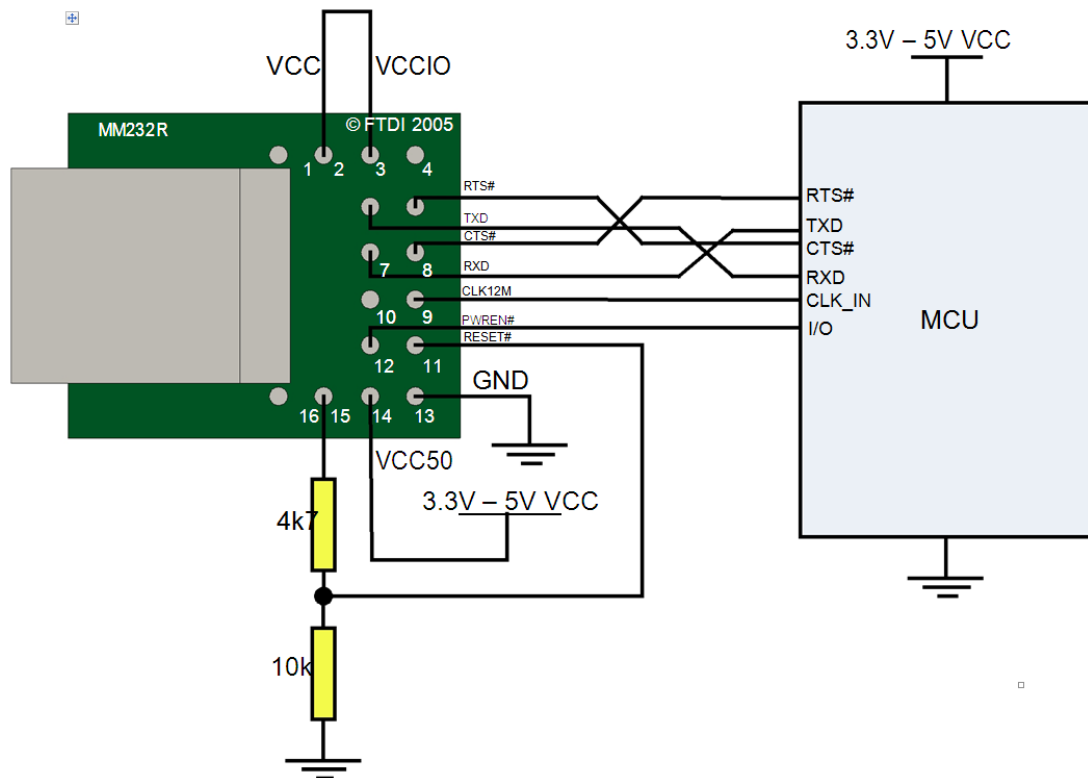 3.3V – 5V VCC
VCC
VCCIO
MM232R
© FTDI 2005
1
2
3
4
RTS#
RTS#
TXD
TXD
CTS#
CTS#
7
8
RXD
RXD
CLK12M
CLK_IN
10
9
PWREN#
I/O
MCU
RESET#
12
11
GND
16
15
14
13
VCC50
3.3V – 5V VCC
4k7
10k